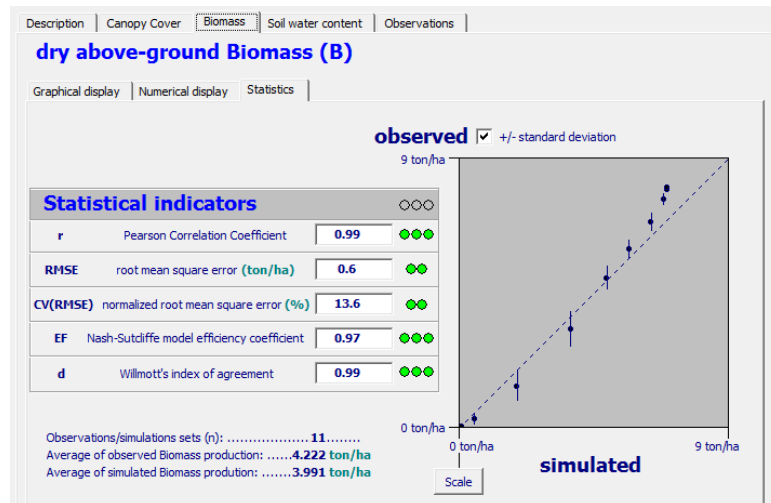 Description Canopy Cover Biomass Soil water content Observations
dry above-ground Biomass (B)
Graphical display Numerical display Statistics
observed +/- standard deviation
9 ton/ha
Statistical indicators
r Pearson Correlation Coefficient 0.99
RMSE root mean square error (ton/ha) 0.6
CV(RMSE) normalized root mean square error (%) 13.6
EF Nash-Sutcliffe model efficiency coefficient 0.97
d Willmott's index of agreement 0.99
0 ton/ha
0 ton/ha 9 ton/ha
simulated
Scale
Observations/simulations sets (n): ...................11........
Average of observed Biomass production: ......4.222 ton/ha
Average of simulated Biomass prodution: .......3.991 ton/ha